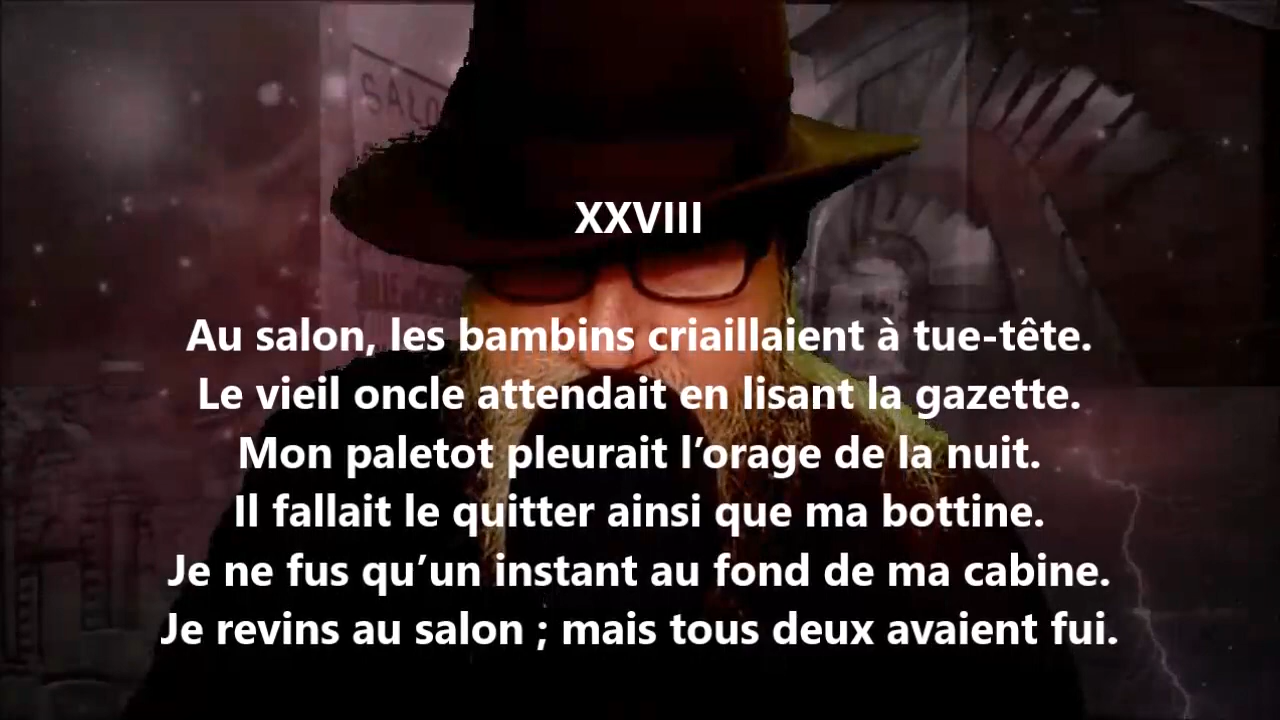 SALO
XXVIII
Au salon, les bambins criaillaient à tue-tête.
Le vieil oncle attendait en lisant la gazette.
Mon paletot pleurait l’orage de la nuit.
Il fallait le quitter ainsi que ma bottine.
Je ne fus qu’un instant au fond de ma cabine.
Je revins au salon ; mais tous deux avaient fui.